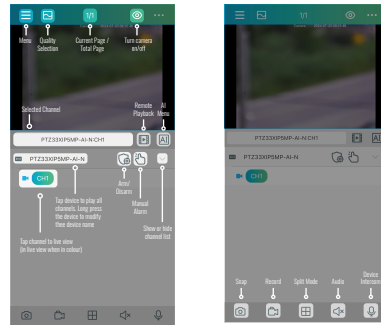 1/1
Menu
Quality
Selection
Current Page /
Total Page
Turn camera
on/off
Selected Channel
Remote
Playback
AI
Menu
PTZ33XIP5MP-AI-N:CH1
AI
PTZ33XIP5MP-AI-N
CH1
Arm/
Disarm
Manual
Alarm
Tap device to play all
channels. Long press
the device to modify
thee device name
Show or hide
channel list
Tap channel to live view
(in live view when in colour)
1/1
PTZ33XIP5MP-AI-N:CH1
AI
PTZ33XIP5MP-AI-N
CH1
Snap
Record
Split Mode
Audio
Device
Intercom